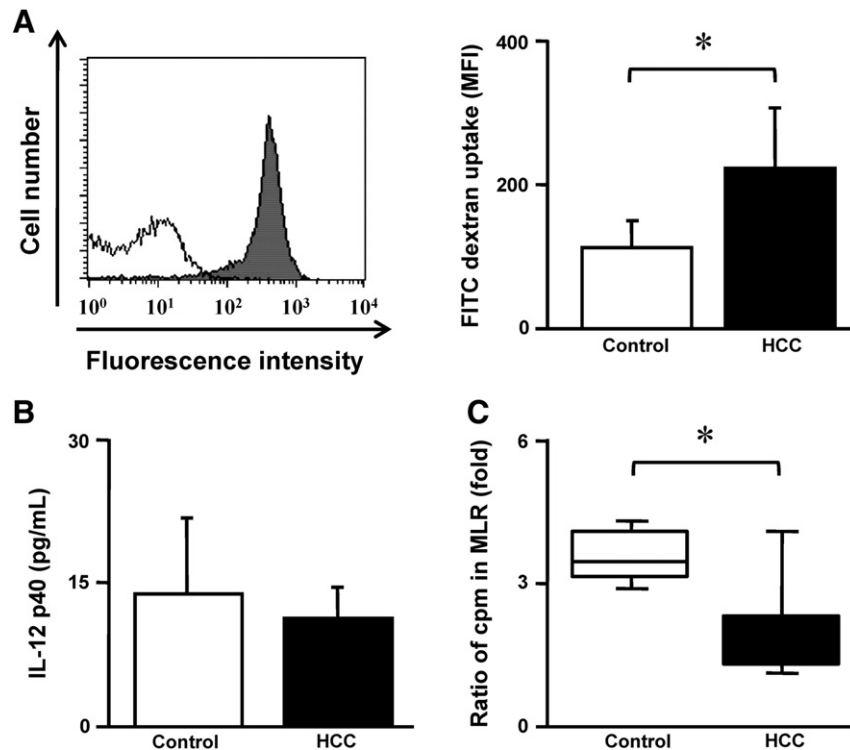 A
Cell number
10⁰ 10¹ 10² 10³ 10⁴
Fluorescence intensity
FITC dextran uptake (MFI)
400
200
0
*
Control HCC
B
IL-12 p40 (pg/mL)
30
15
0
Control HCC
C
Ratio of cpm in MLR (fold)
6
3
0
*
Control HCC